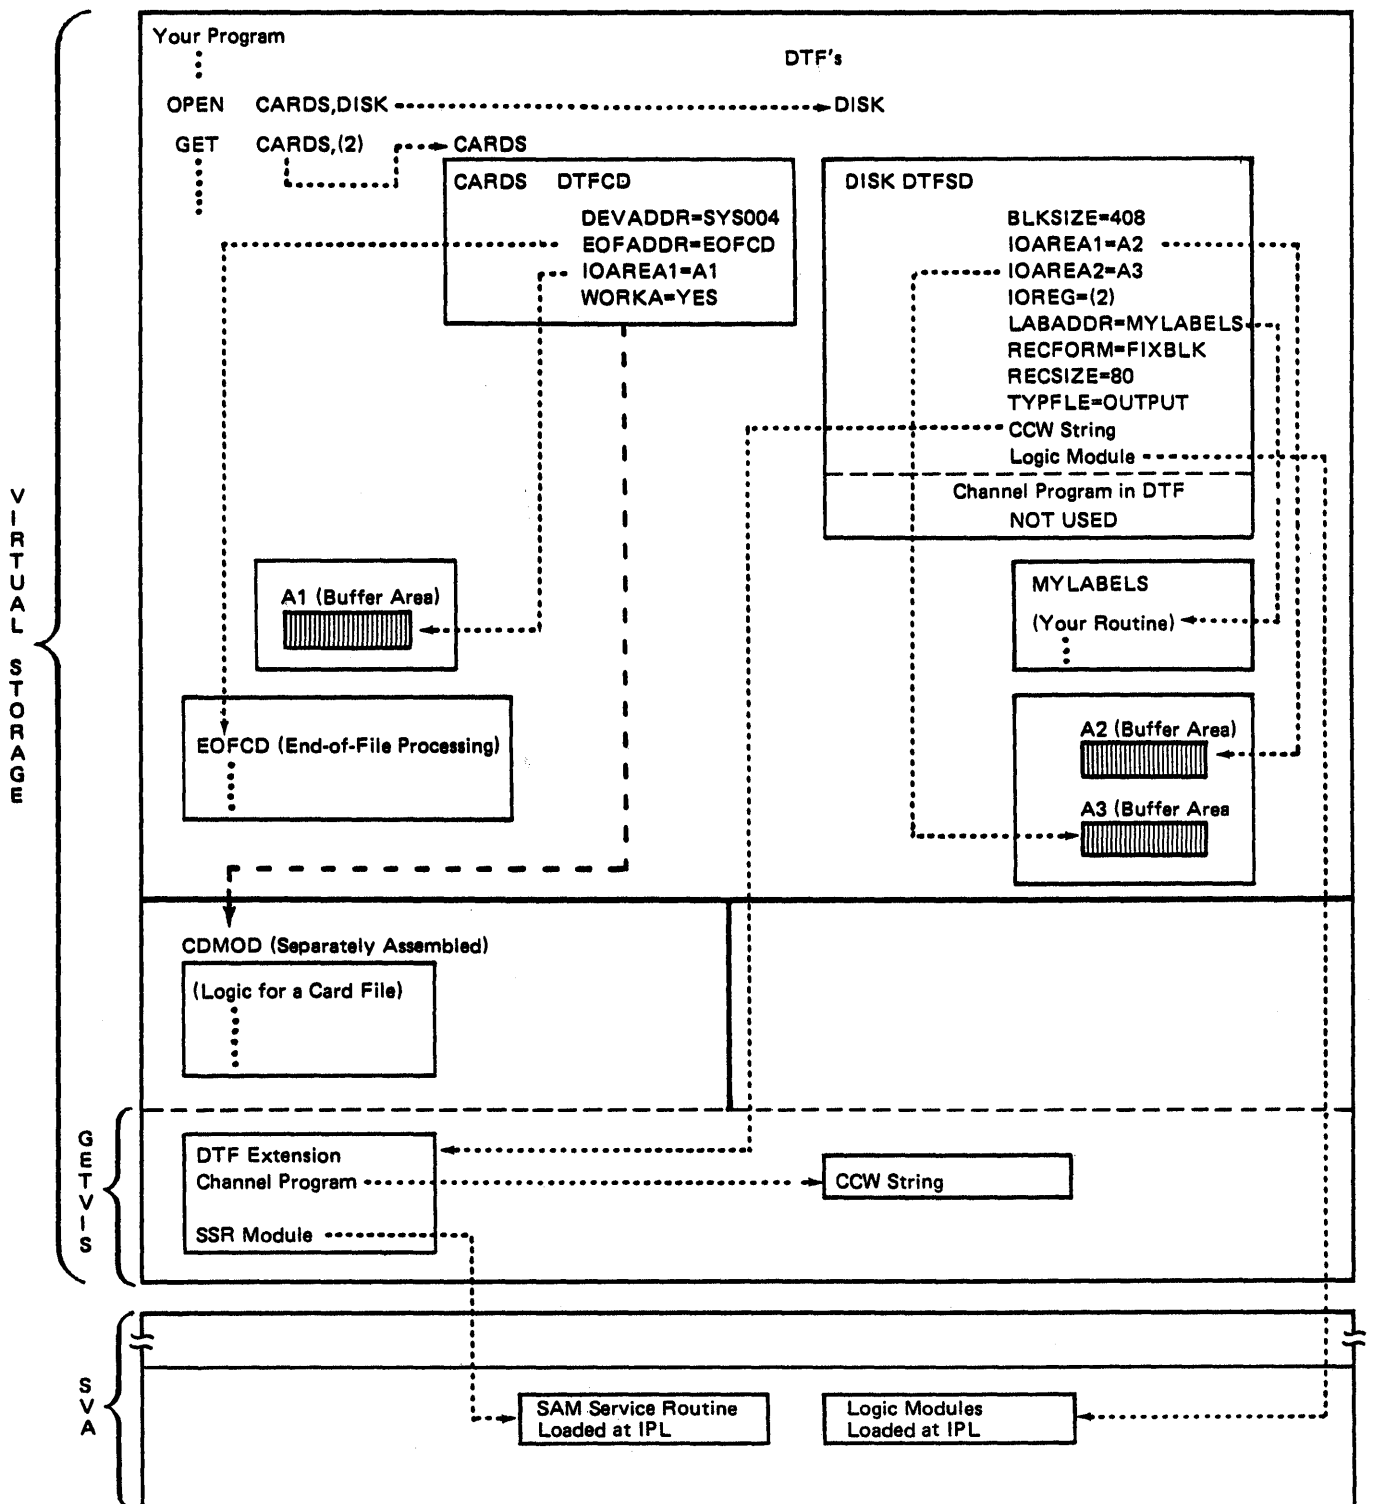 Your Program
DTF's
OPEN CARDS,DISK DISK
GET CARDS,(2) CARDS
CARDS DTFCD
DEVADDR=SYS004
EOFADDR=EOFCD
IOAREA1=A1
WORKA=YES
DISK DTFSD
BLKSIZE=408
IOAREA1=A2
IOAREA2=A3
IOREG=(2)
LABADDR=MYLABELS
RECFORM=FIXBLK
RECSIZE=80
TYPFLE=OUTPUT
CCW String
Logic Module
Channel Program in DTF
NOT USED
VIRTUAL STORAGE
A1 (Buffer Area)
MYLABELS
(Your Routine)
EOFCD (End-of-File Processing)
A2 (Buffer Area)
A3 (Buffer Area
CDMOD (Separately Assembled)
(Logic for a Card File)
GETVIS
DTF Extension
Channel Program
SSR Module
CCW String
SVA
SAM Service Routine
Loaded at IPL
Logic Modules
Loaded at IPL